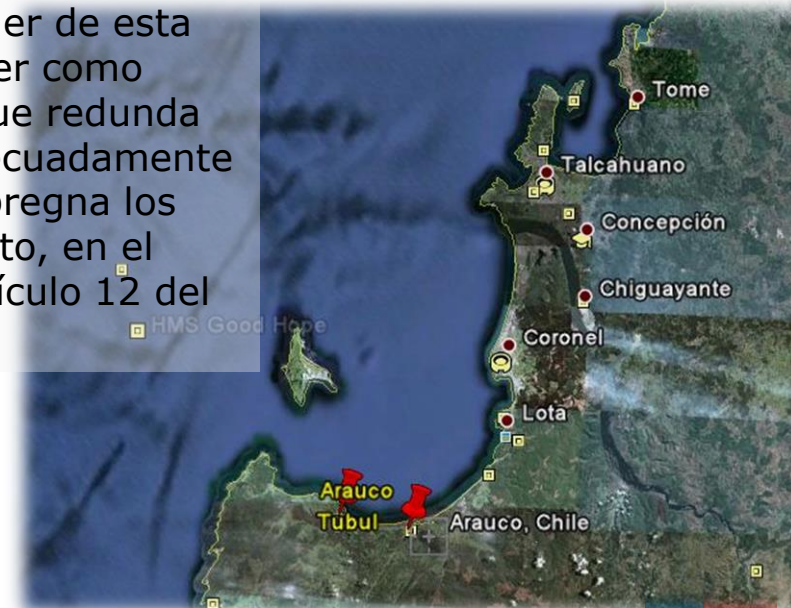 er de esta
er como
ue redunda
cuadamente
oregna los
to, en el
ículo 12 del
HMS Good Hope
Tome
Talcahuano
Concepción
Chiguayante
Coronel
Lota
Arauco
Tubul
Arauco, Chile